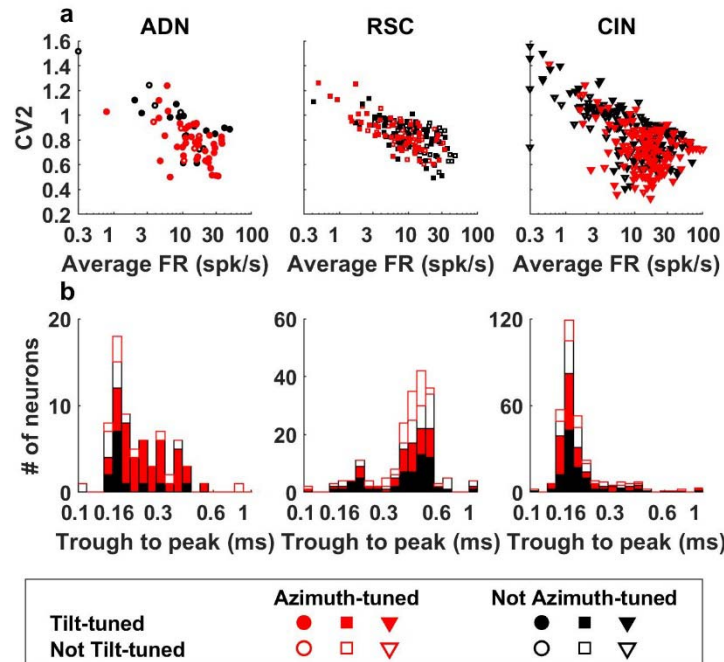 a
ADN RSC CIN
CV2
1.6
1.4
1.2
1
0.8
0.6
0.4
0.2
0.3 1 3 10 30 100 0.3 1 3 10 30 100 0.3 1 3 10 30 100
Average FR (spk/s) Average FR (spk/s) Average FR (spk/s)
b
# of neurons
20
10
0
60
40
20
0
120
60
0
0.1 0.16 0.3 0.6 1 0.1 0.16 0.3 0.6 1 0.1 0.16 0.3 0.6 1
Trough to peak (ms) Trough to peak (ms) Trough to peak (ms)
Azimuth-tuned Not Azimuth-tuned
Tilt-tuned
Not Tilt-tuned